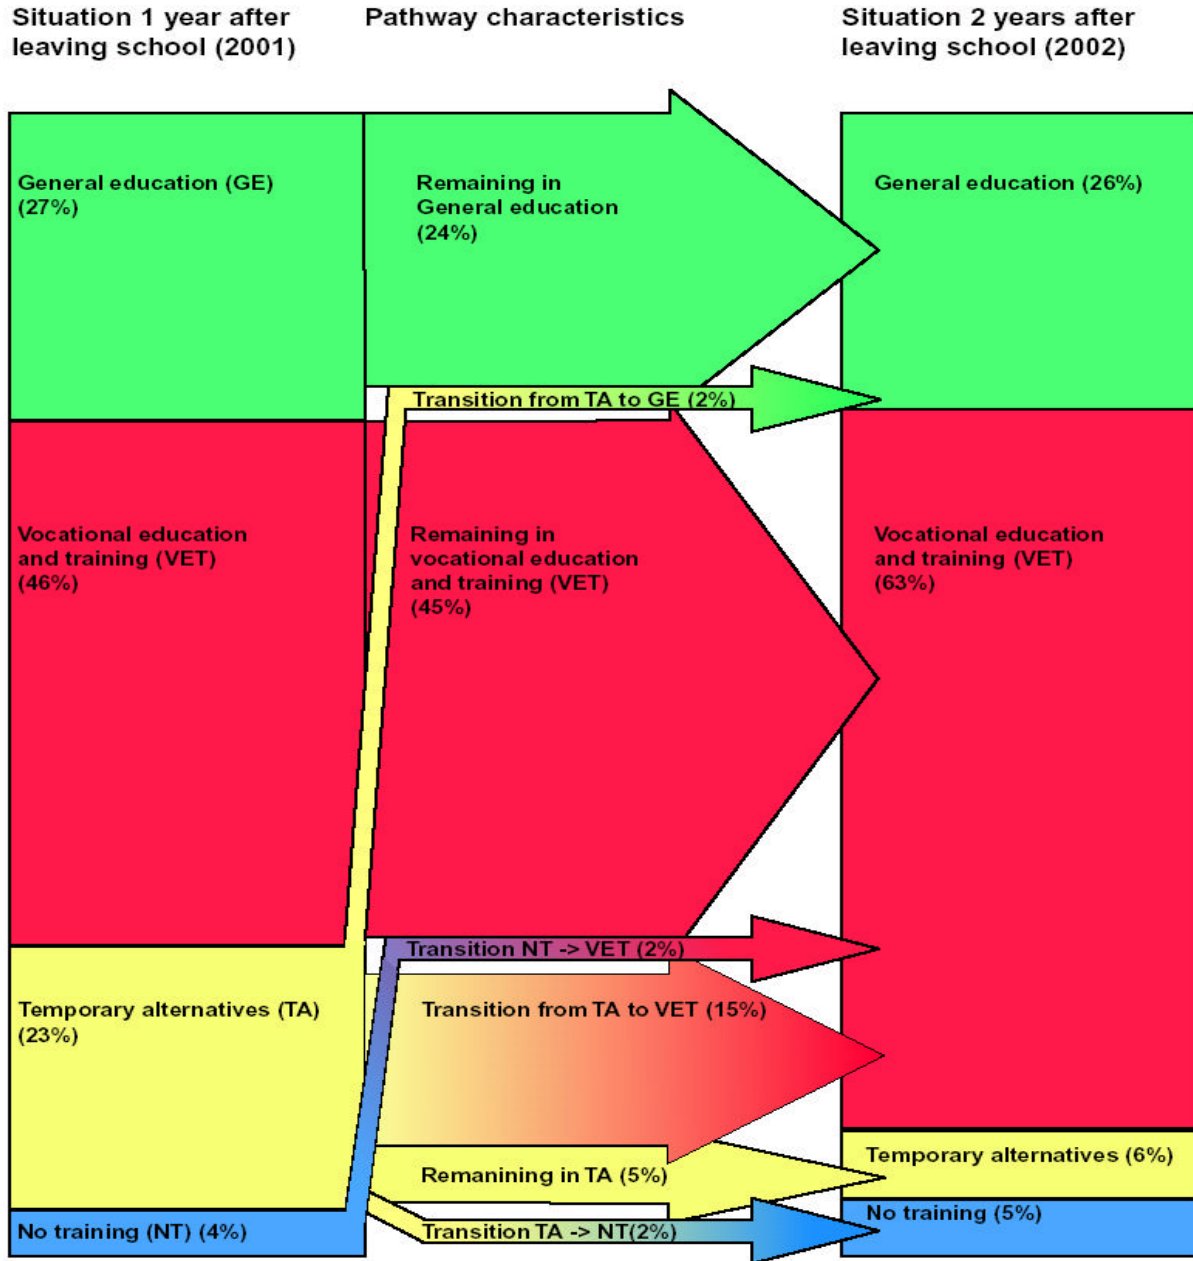 Situation 1 year after
leaving school (2001)
Pathway characteristics
Situation 2 years after
leaving school (2002)
General education (GE)
(27%)
Remaining in
General education
(24%)
General education (26%)
Transition from TA to GE (2%)
Vocational education
and training (VET)
(46%)
Remaining in
vocational education
and training (VET)
(45%)
Vocational education
and training (VET)
(63%)
Transition NT -> VET (2%)
Temporary alternatives (TA)
(23%)
Transition from TA to VET (15%)
Remanining in TA (5%)
Temporary alternatives (6%)
No training (NT) (4%)
Transition TA -> NT(2%)
No training (5%)